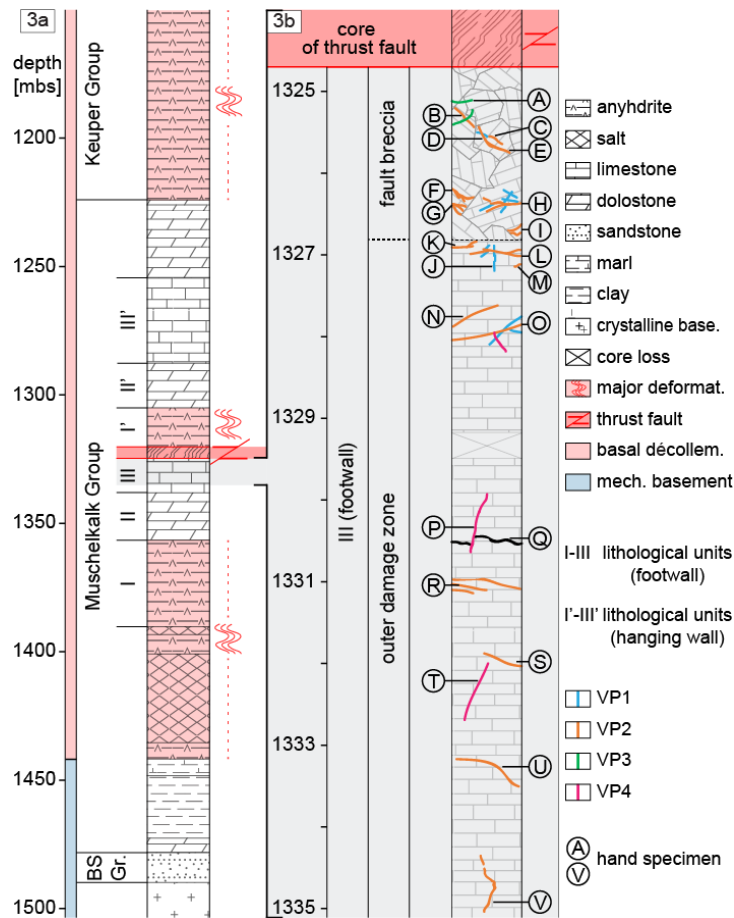 3a
depth
[mbs]
1200
1250
1300
1350
1400
1450
1500
Keuper Group
Muschelkalk Group
BS
Gr.
III'
II'
I'
III
II
I
3b
core
of thrust fault
1325
1327
1329
1331
1333
1335
III (footwall)
fault breccia
outer damage zone
A
B
C
D
E
F
G
H
I
K
L
J
M
N
O
P
Q
R
S
T
U
V
anyhdrite
salt
limestone
dolostone
sandstone
marl
clay
crystalline base.
core loss
major deformat.
thrust fault
basal décollem.
mech. basement
I-III lithological units
(footwall)
I'-III' lithological units
(hanging wall)
VP1
VP2
VP3
VP4
A
V
hand specimen